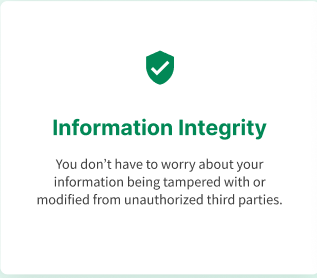 Information Integrity
You don’t have to worry about your
information being tampered with or
modified from unauthorized third parties.